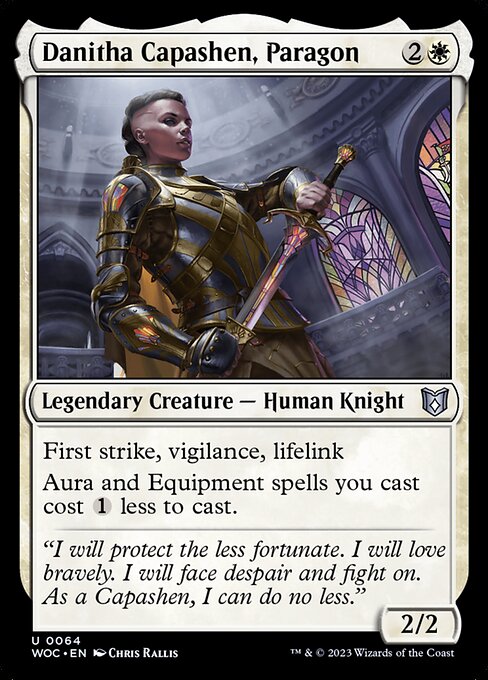 Danitha Capashen, Paragon 2
Legendary Creature — Human Knight
First strike, vigilance, lifelink
Aura and Equipment spells you cast
cost 1 less to cast.
“I will protect the less fortunate. I will love
bravely. I will face despair and fight on.
As a Capashen, I can do no less.”
2/2
U 0064
WOC • EN Chris Rallis ™ & © 2023 Wizards of the Coast